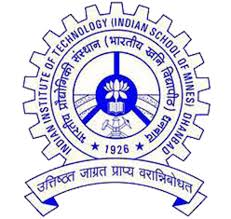 INDIAN INSTITUTE OF TECHNOLOGY (INDIAN SCHOOL OF MINES) DHANBAD
भारतीय प्रौद्योगिकी संस्थान (भारतीय खनि विद्यापीठ) धनबाद
• 1926 •
उत्तिष्ठत जाग्रत प्राप्य वरान्निबोधत